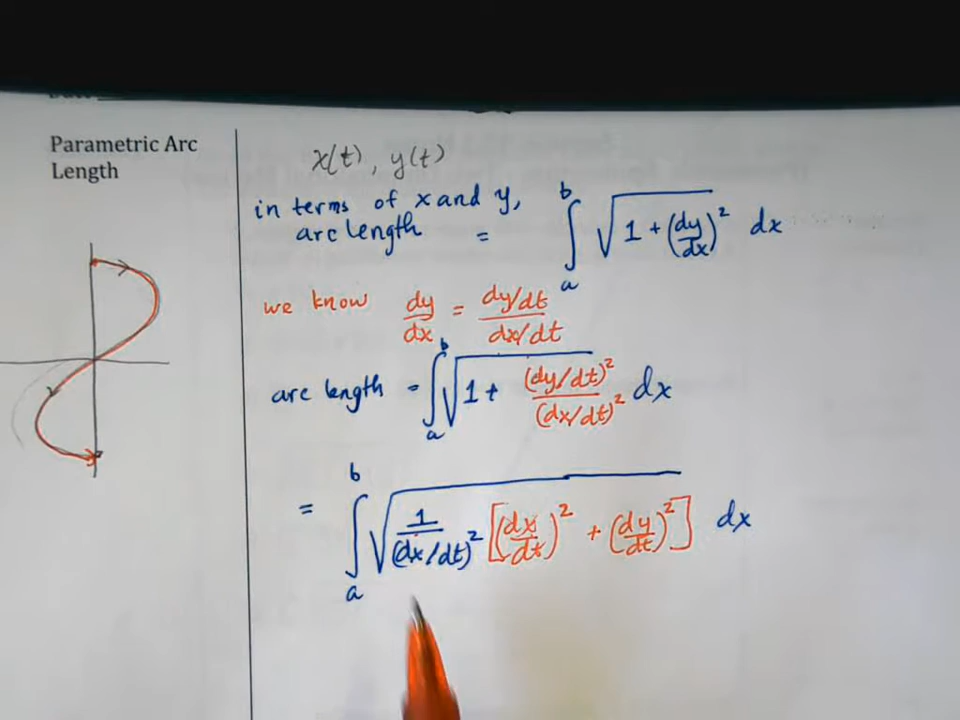 Parametric Arc
Length
x(t), y(t)
in terms of x and y,
arc length = ∫_a^b √(1 + (dy/dx)²) dx
we know dy/dx = (dy/dt)/(dx/dt)
arc length = ∫_a^b √(1 + (dy/dt)²/(dx/dt)²) dx
= ∫_a^b √(1/(dx/dt)² [(dx/dt)² + (dy/dt)²]) dx